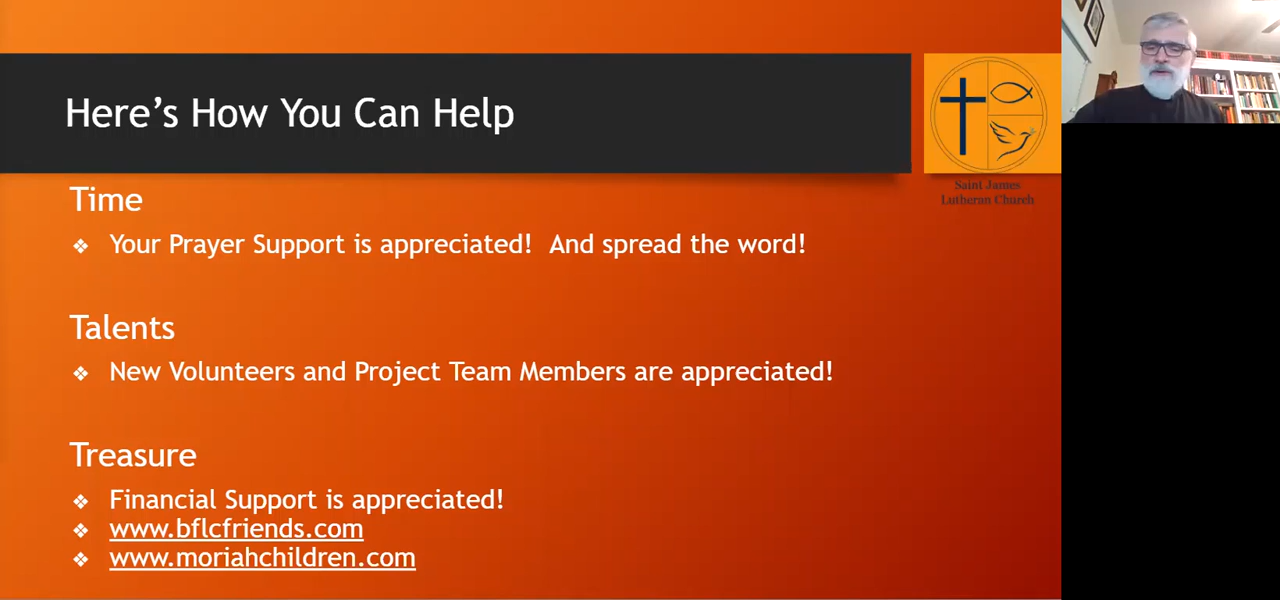 Here's How You Can Help
Saint James
Lutheran Church
Time
❖ Your Prayer Support is appreciated!  And spread the word!
Talents
❖ New Volunteers and Project Team Members are appreciated!
Treasure
❖ Financial Support is appreciated!
❖ www.bflcfriends.com
❖ www.moriahchildren.com